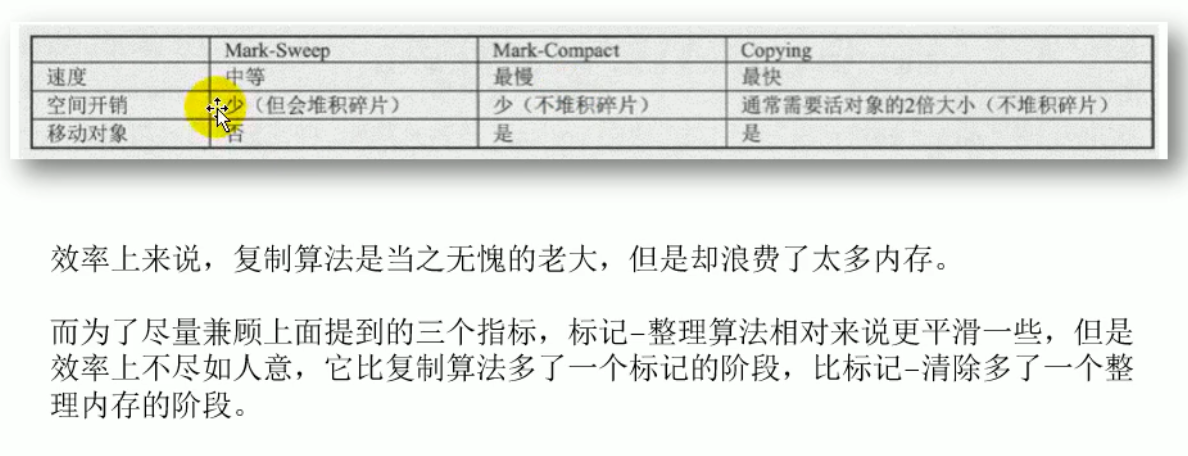 Mark-Sweep Mark-Compact Copying
速度 中等 最慢 最快
空间开销 少（但会堆积碎片） 少（不堆积碎片） 通常需要活对象的2倍大小（不堆积碎片）
移动对象 否 是 是
效率上来说，复制算法是当之无愧的老大，但是却浪费了太多内存。
而为了尽量兼顾上面提到的三个指标，标记-整理算法相对来说更平滑一些，但是
效率上不尽如人意，它比复制算法多了一个标记的阶段，比标记-清除多了一个整
理内存的阶段。